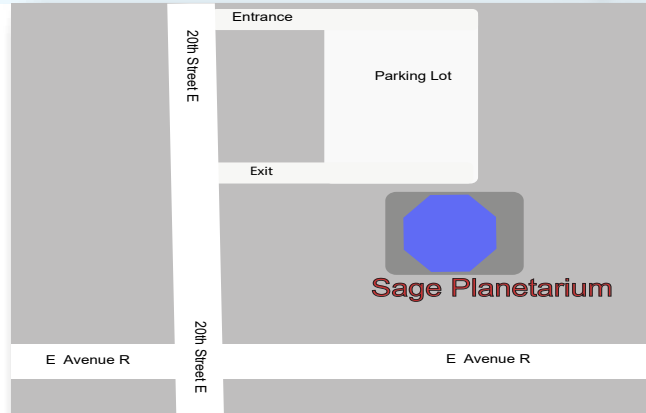 Entrance
20th Street E
Parking Lot
Exit
Sage Planetarium
20th Street E
E Avenue R
E Avenue R